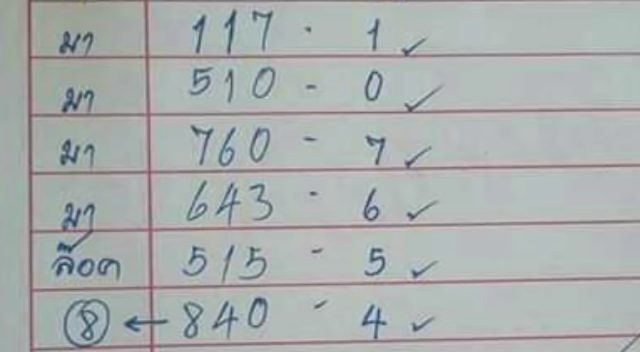 มา 117 - 1 ✓
มา 510 - 0 ✓
มา 760 - 7 ✓
มา 643 - 6 ✓
ล๊อค 515 - 5 ✓
8 ← 840 - 4 ✓